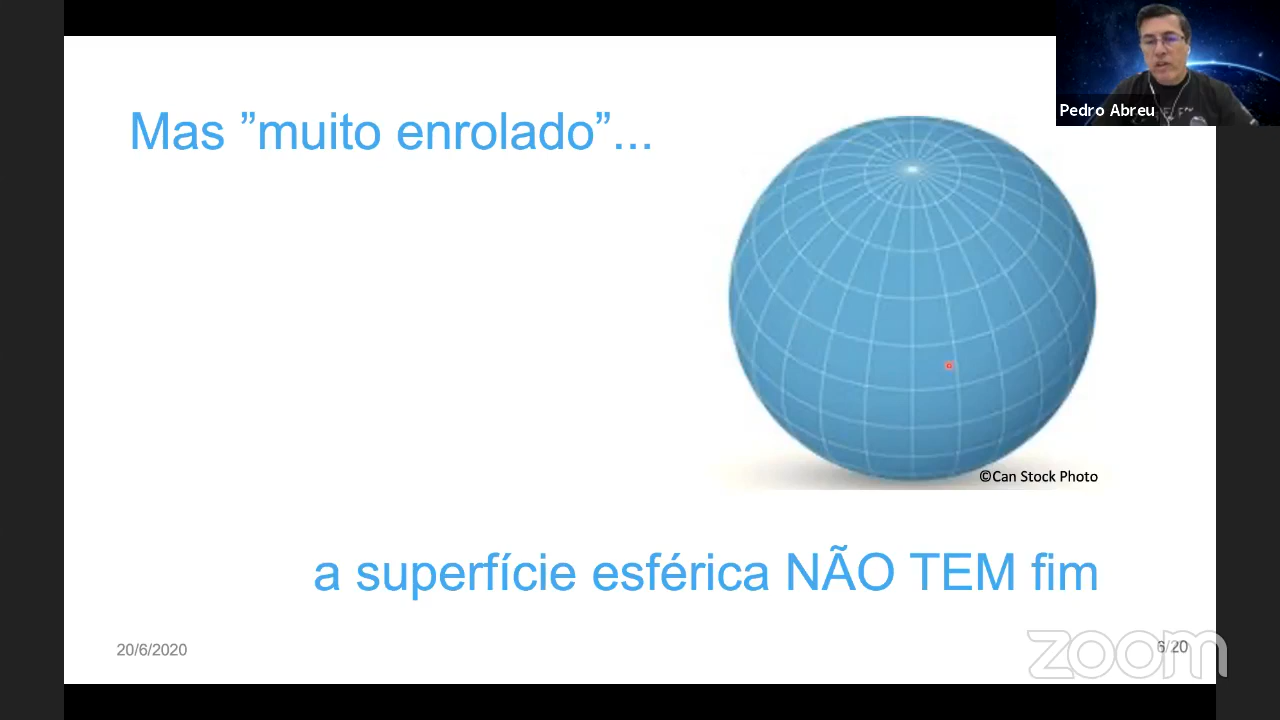 Pedro Abreu
Mas ”muito enrolado”...
©Can Stock Photo
a superfície esférica NÃO TEM fim
20/6/2020
6/20
zoom